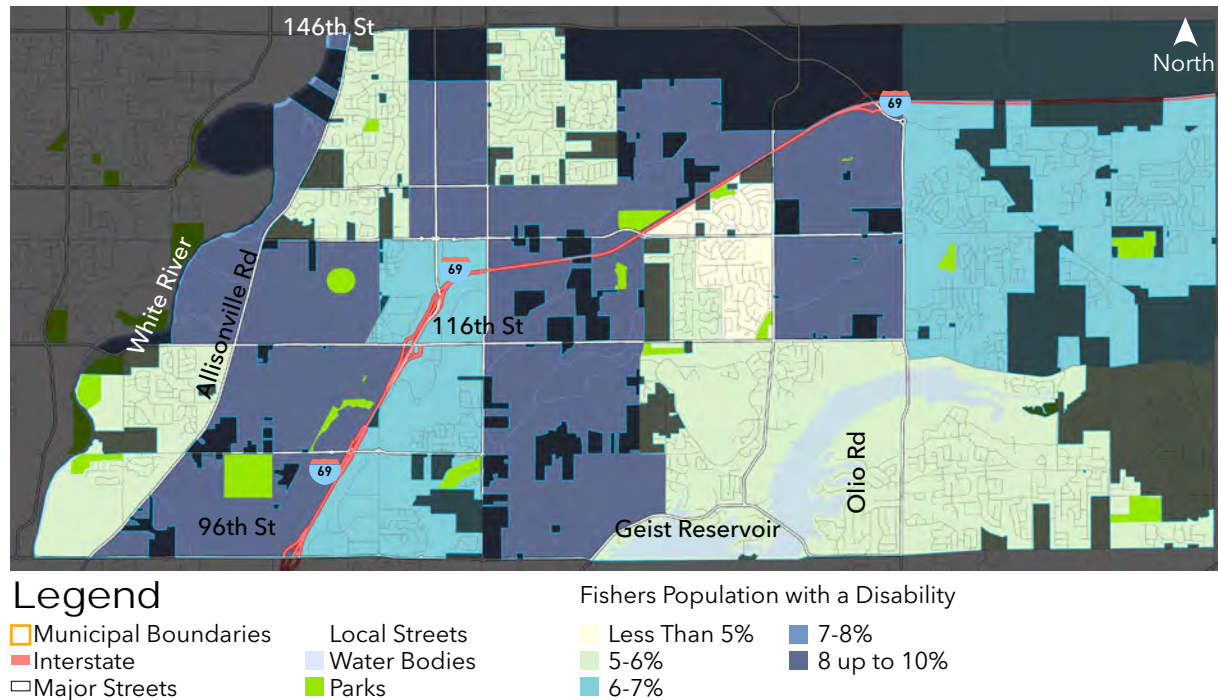 146th St
North
69
White River
Allisonville Rd
69
116th St
69
96th St
Geist Reservoir
Olio Rd
Legend
Municipal Boundaries
Interstate
Major Streets
Local Streets
Water Bodies
Parks
Fishers Population with a Disability
Less Than 5%
5-6%
6-7%
7-8%
8 up to 10%